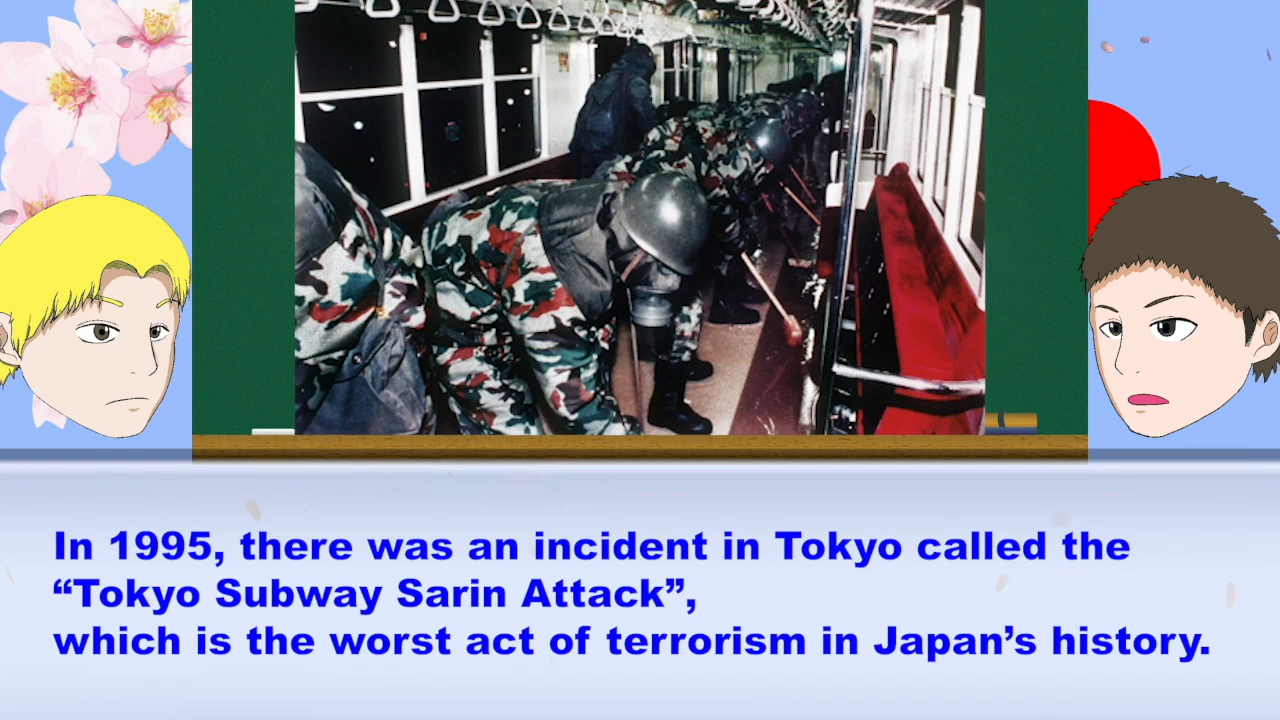 In 1995, there was an incident in Tokyo called the
“Tokyo Subway Sarin Attack”,
which is the worst act of terrorism in Japan’s history.